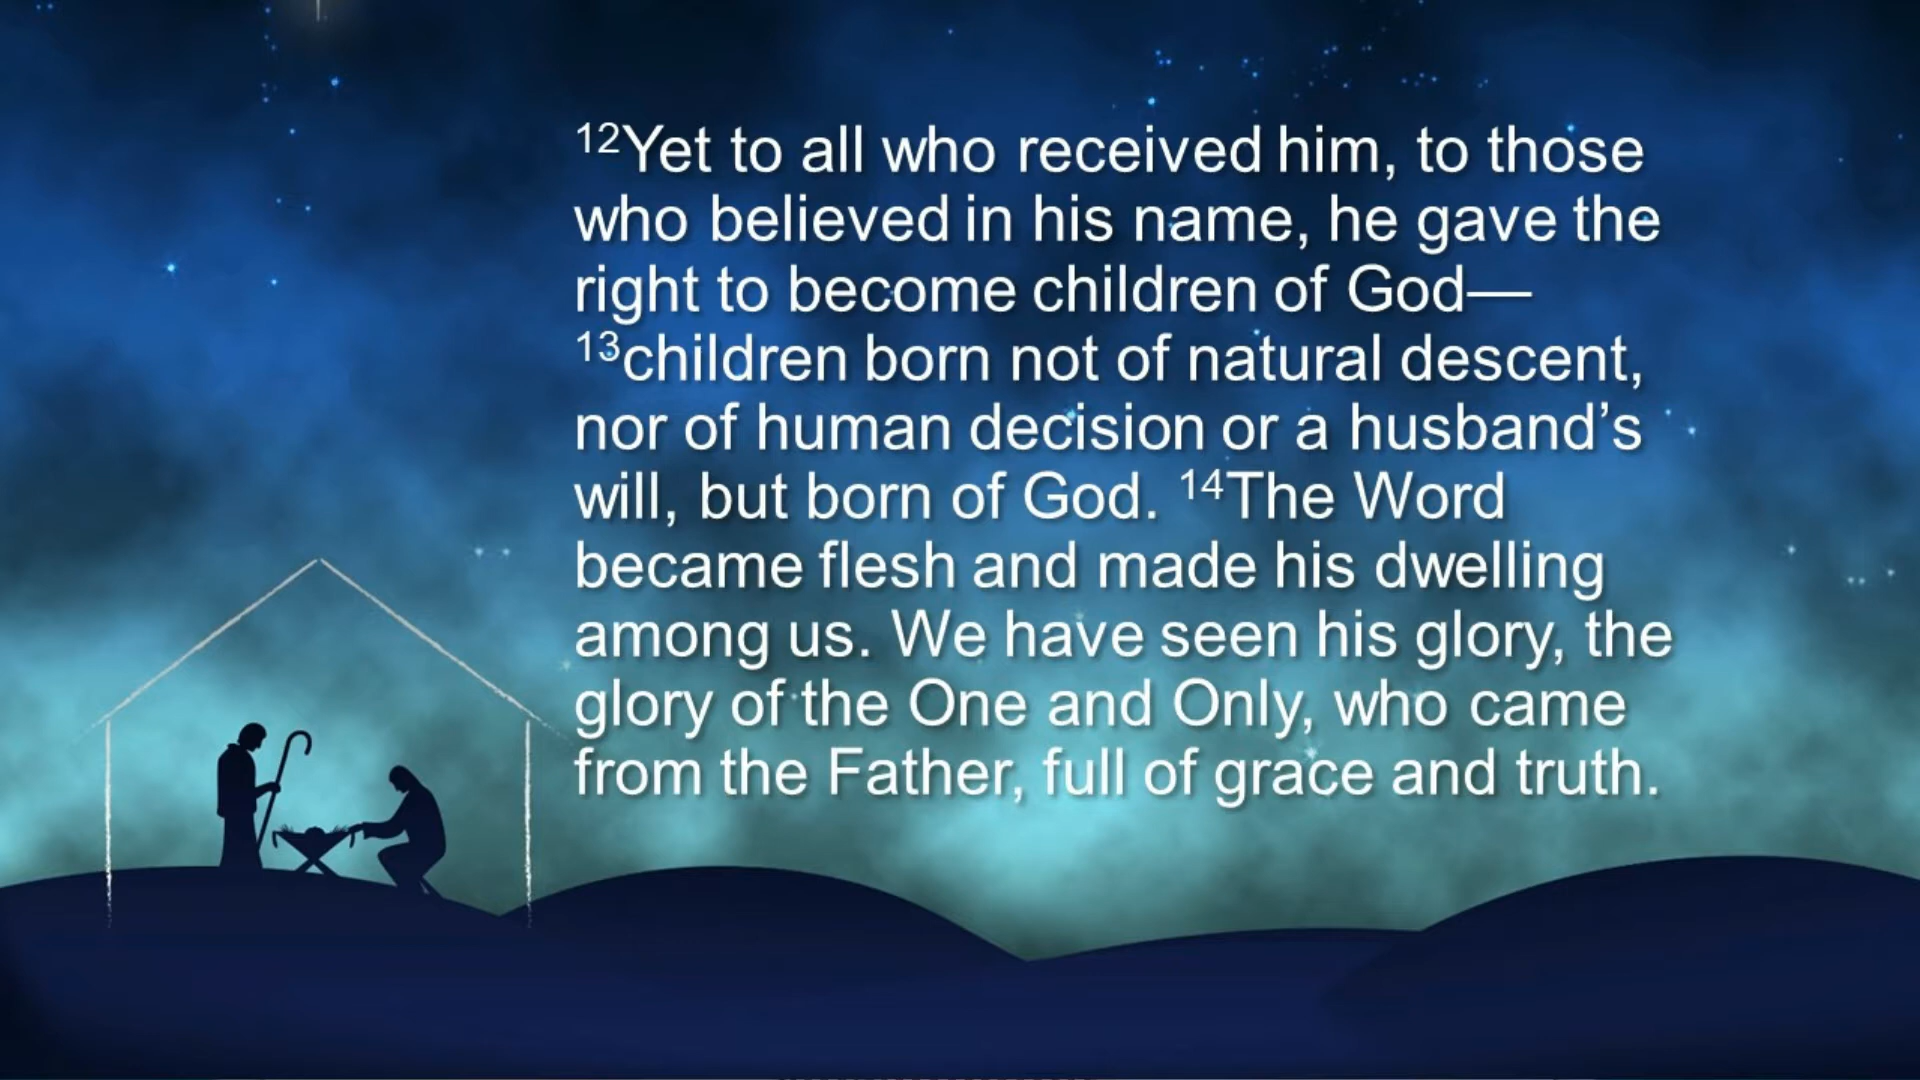 ¹²Yet to all who received him, to those
who believed in his name, he gave the
right to become children of God—
¹³children born not of natural descent,
nor of human decision or a husband’s
will, but born of God. ¹⁴The Word
became flesh and made his dwelling
among us. We have seen his glory, the
glory of the One and Only, who came
from the Father, full of grace and truth.